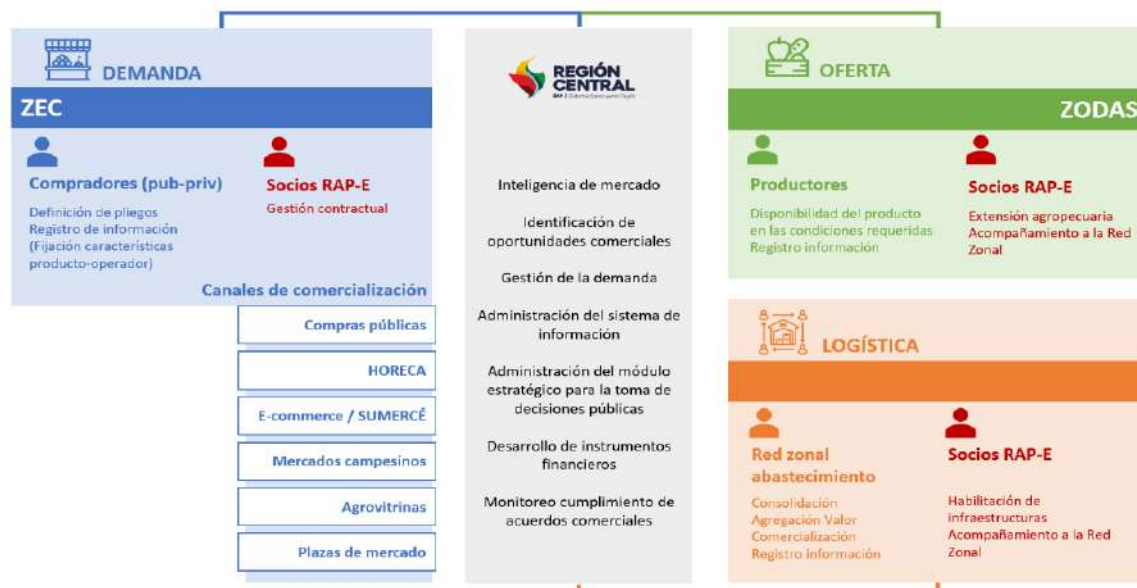 DEMANDA
ZEC
Compradores (pub-priv)
Definición de pliegos
Registro de información
(Fijación características
producto-operador)
Socios RAP-E
Gestión contractual
Canales de comercialización
Compras públicas
HORECA
E-commerce / SUMERCÉ
Mercados campesinos
Agrovitrinas
Plazas de mercado
REGIÓN
CENTRAL
Inteligencia de mercado
Identificación de
oportunidades comerciales
Gestión de la demanda
Administración del sistema de
información
Administración del módulo
estratégico para la toma de
decisiones públicas
Desarrollo de instrumentos
financieros
Monitoreo cumplimiento de
acuerdos comerciales
OFERTA
ZODAS
Productores
Disponibilidad del producto
en las condiciones requeridas
Registro información
Socios RAP-E
Extensión agropecuaria
Acompañamiento a la Red
Zonal
LOGÍSTICA
Red zonal
abastecimiento
Consolidación
Agregación Valor
Comercialización
Registro información
Socios RAP-E
Habilitación de
infraestructuras
Acompañamiento a la Red
Zonal